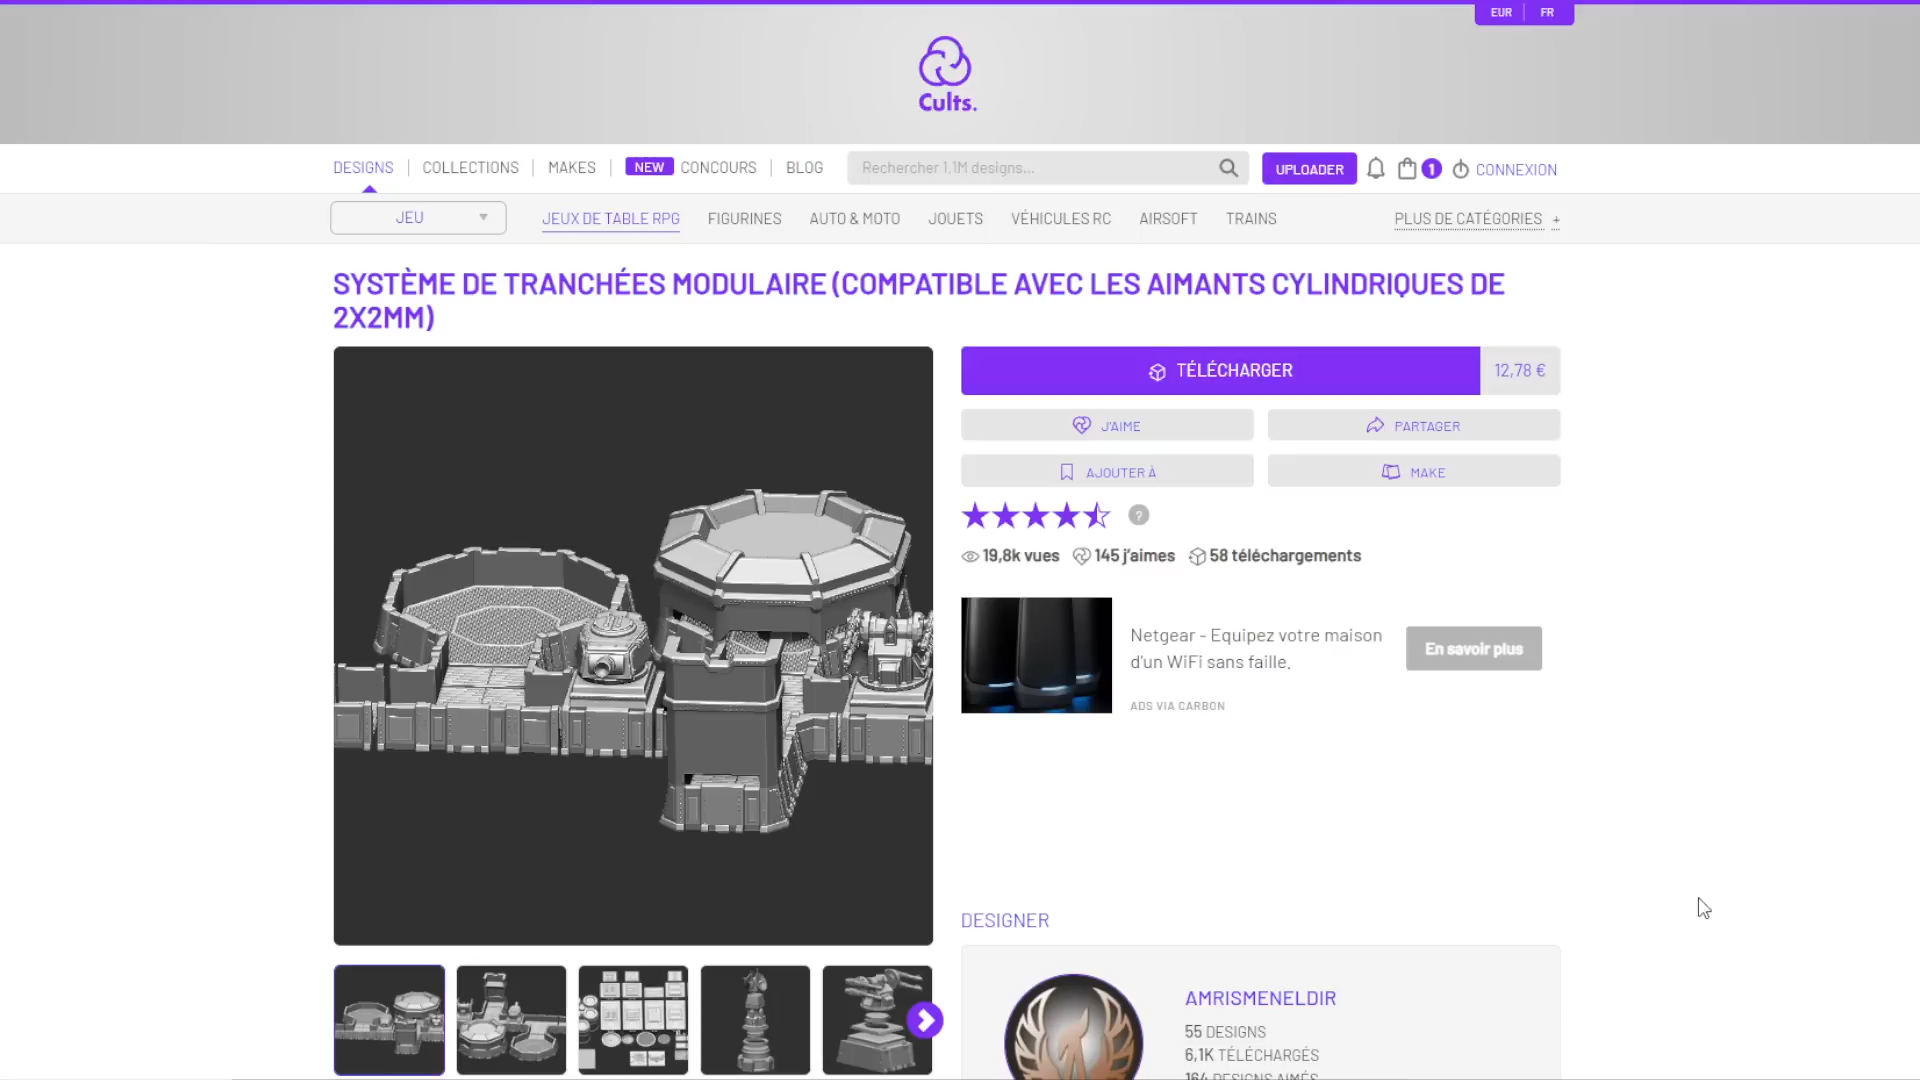 EUR | FR
Cults.
DESIGNS | COLLECTIONS | MAKES | NEW CONCOURS | BLOG
Rechercher 1,1M designs...
UPLOADER
1
CONNEXION
JEU
JEUX DE TABLE RPG
FIGURINES
AUTO & MOTO
JOUETS
VÉHICULES RC
AIRSOFT
TRAINS
PLUS DE CATÉGORIES +
SYSTÈME DE TRANCHÉES MODULAIRE (COMPATIBLE AVEC LES AIMANTS CYLINDRIQUES DE
2X2MM)
TÉLÉCHARGER
12,78 €
J'AIME
PARTAGER
AJOUTER À
MAKE
?
19,8k vues 145 j'aimes 58 téléchargements
Netgear - Equipez votre maison
d'un WiFi sans faille.
En savoir plus
ADS VIA CARBON
DESIGNER
AMRISMENELDIR
55 DESIGNS
6,1K TÉLÉCHARGÉS
164 DESIGNS AIMÉS